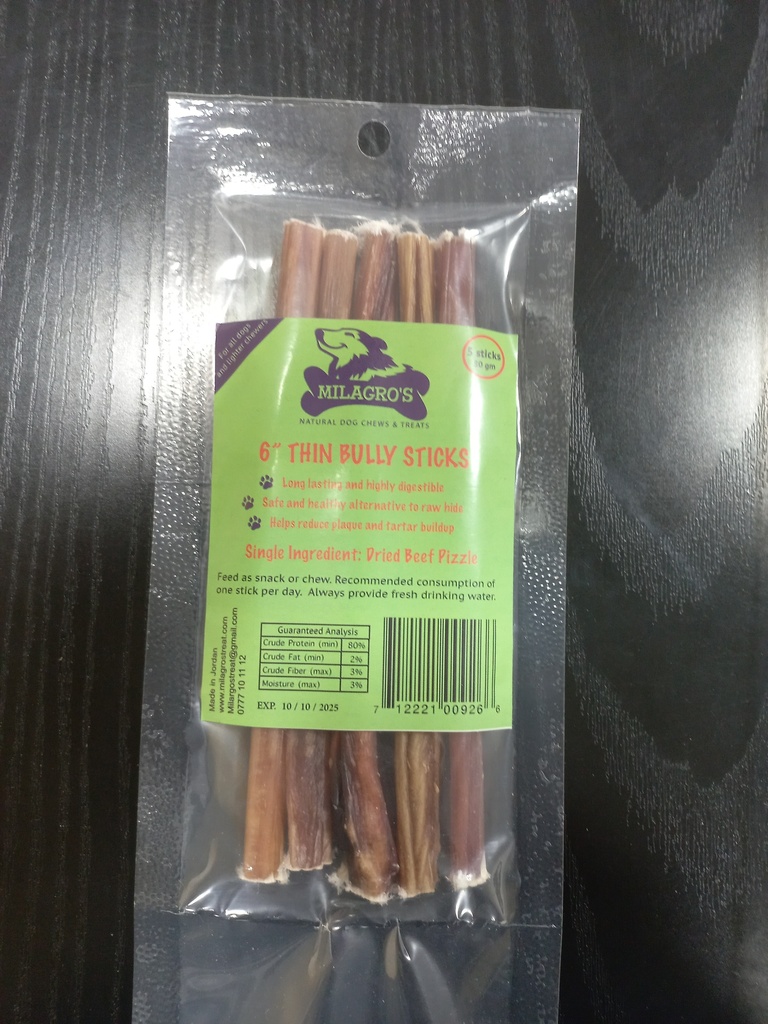 For all dogs
and lighter chewers
5 sticks
MILAGRO'S
NATURAL DOG CHEWS & TREATS
6" THIN BULLY STICKS
Long lasting and highly digestible
Safe and healthy alternative to raw hide
Helps reduce plaque and tartar buildup
Single Ingredient: Dried Beef Pizzle
Feed as snack or chew. Recommended consumption of
one stick per day. Always provide fresh drinking water.
Made in Jordan
www.milagrostreat.com
Milargostreat@gmail.com
0777 10 11 12
Guaranteed Analysis
Crude Protein (min) 80%
Crude Fat (min) 2%
Crude Fiber (max) 3%
Moisture (max) 3%
EXP. 10 / 10 / 2025
7 12221 00926 6